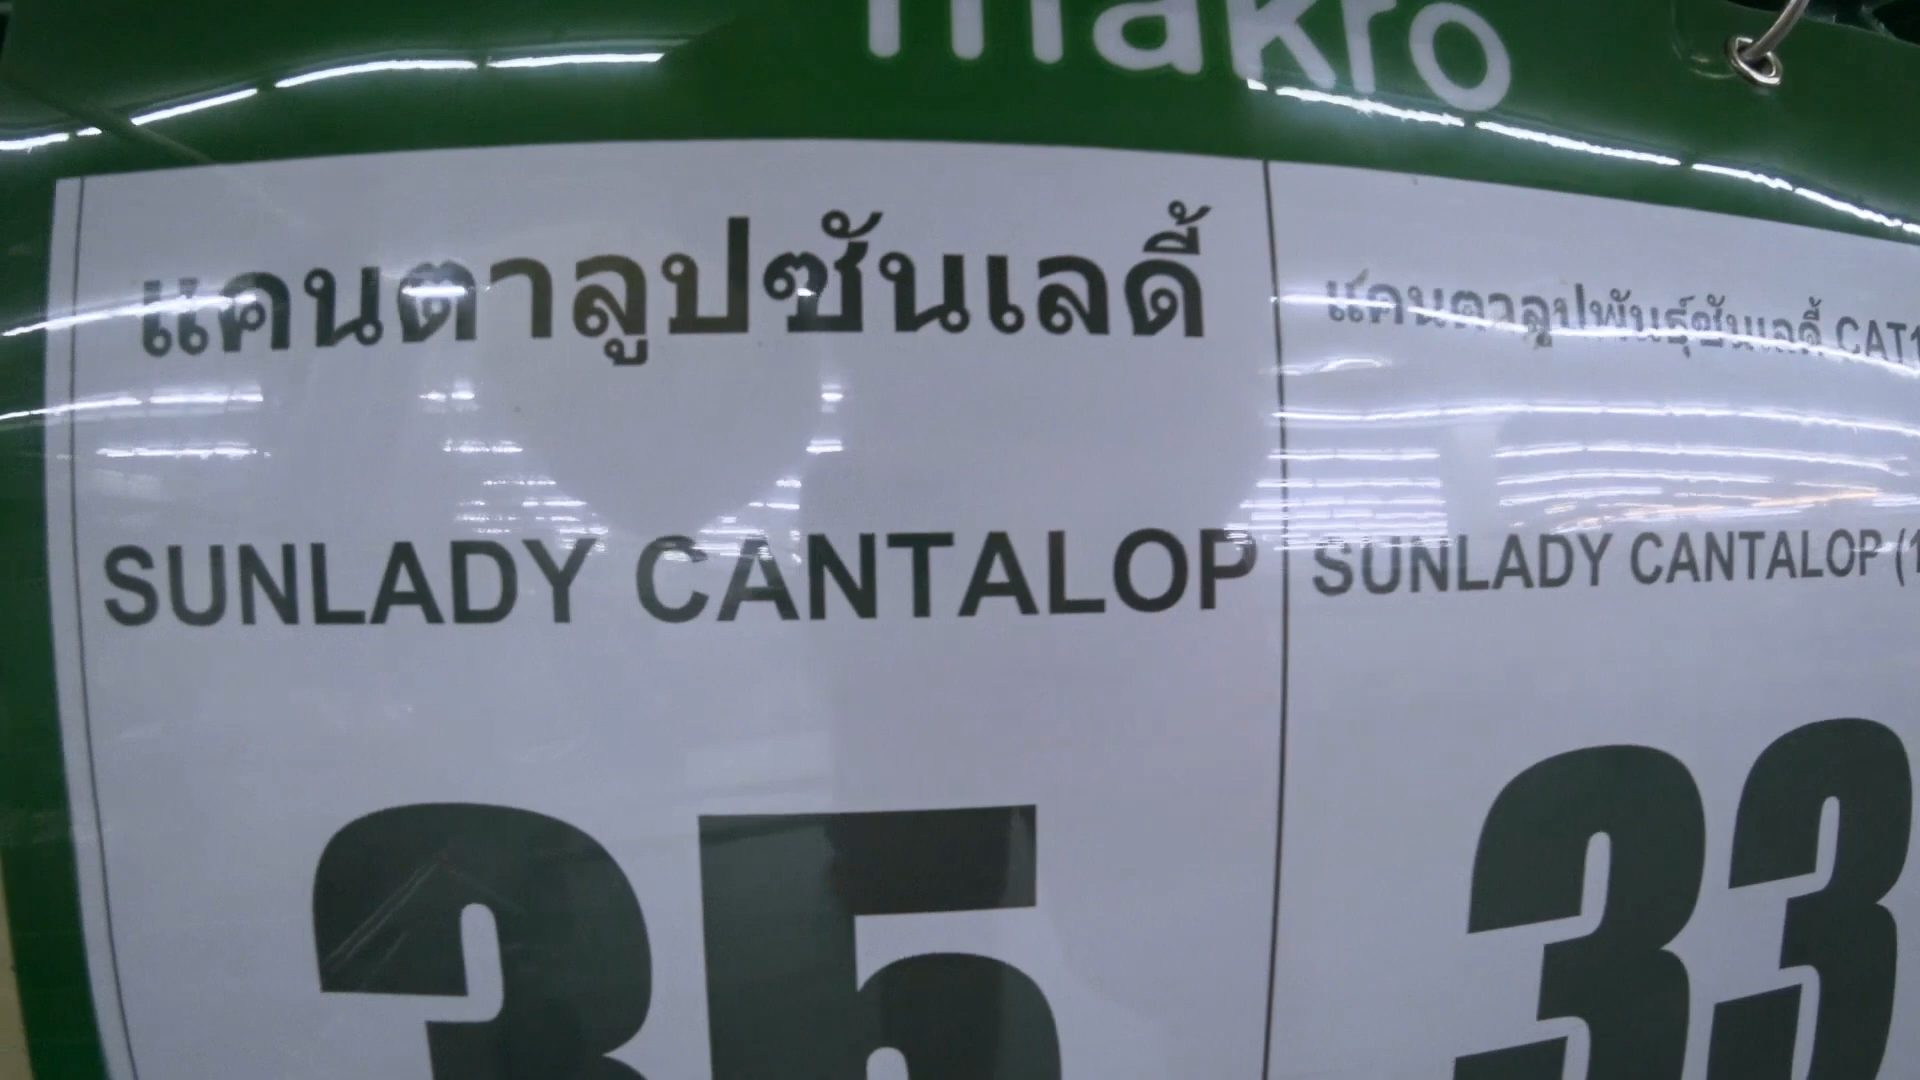 makro
แคนตาลูปซันเลดี้
SUNLADY CANTALOP
35
แคนตาลูปพันธุ์ซันเลดี้ CAT1
SUNLADY CANTALOP (1
33